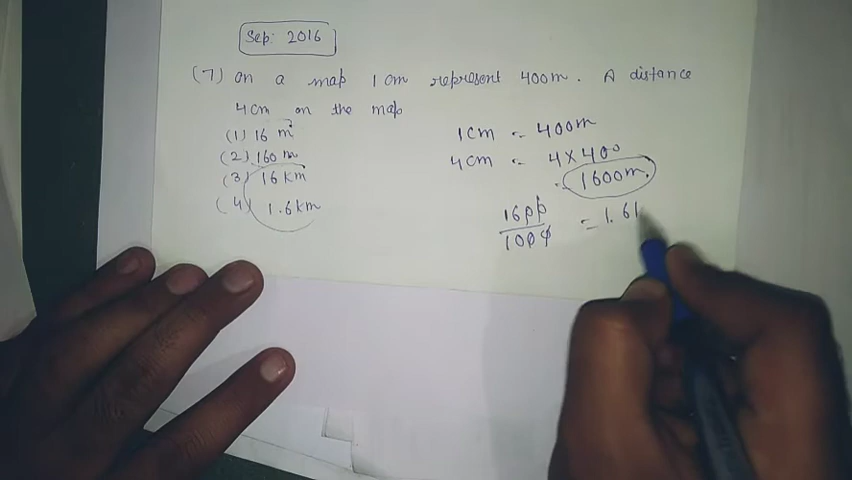 Sep: 2016
(7) on a map 1 cm represent 400m. A distance
4cm on the map
(1) 16 m
(2) 160 m
(3) 16 km
(4) 1.6km
1cm = 400m
4cm = 4×400
= 1600m.
1600
1000
= 1.6